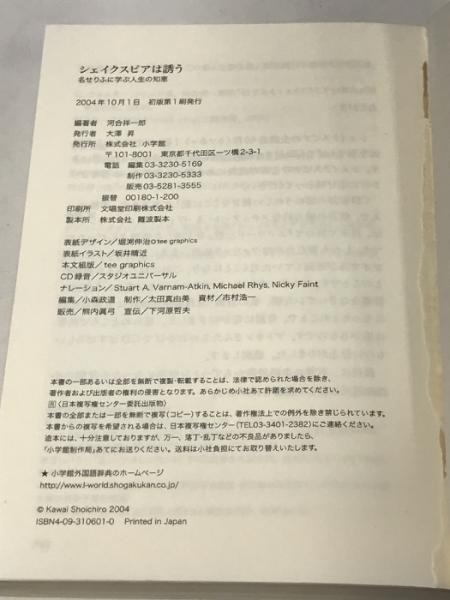 シェイクスピアは誘う
名せりふに学ぶ人生の知恵
2004年10月1日 初版第1刷発行
編著者 河合祥一郎
発行者 大澤 昇
発行所 株式会社 小学館
〒101-8001 東京都千代田区一ツ橋2-3-1
電話 編集03-3230-5169
制作03-3230-5333
販売03-5281-3555
振替 00180-1-200
印刷所 文唱堂印刷株式会社
製本所 株式会社 難波製本
表紙デザイン/堀渕伸治©tee graphics
表紙イラスト/坂井晴近
本文組版/tee graphics
CD録音/スタジオユニバーサル
ナレーション/Stuart A. Varnam-Atkin, Michael Rhys, Nicky Faint
編集/小森政道 制作/太田真由美 資材/市村浩一
販売/熊内眞弓 宣伝/下河原哲夫
本書の一部あるいは全部を無断で複製・転載することは、法律で認められた場合を除き、
著作者および出版者の権利の侵害となります。あらかじめ小社あて許諾を求めてください。
Ⓡ〈日本複写権センター委託出版物〉
本書の全部または一部を無断で複写(コピー)することは、著作権法上での例外を除き禁じられています。
本書からの複写を希望される場合は、日本複写権センター(TEL03-3401-2382)にご連絡ください。
造本には、十分注意しておりますが、万一、落丁・乱丁などの不良品がありましたら、
「小学館制作局」あてにお送りください。送料は小社負担にてお取り替えいたします。
★ 小学館外国語辞典のホームページ
http://www.l-world.shogakukan.co.jp/
© Kawai Shoichiro 2004
ISBN4-09-310601-0 Printed in Japan